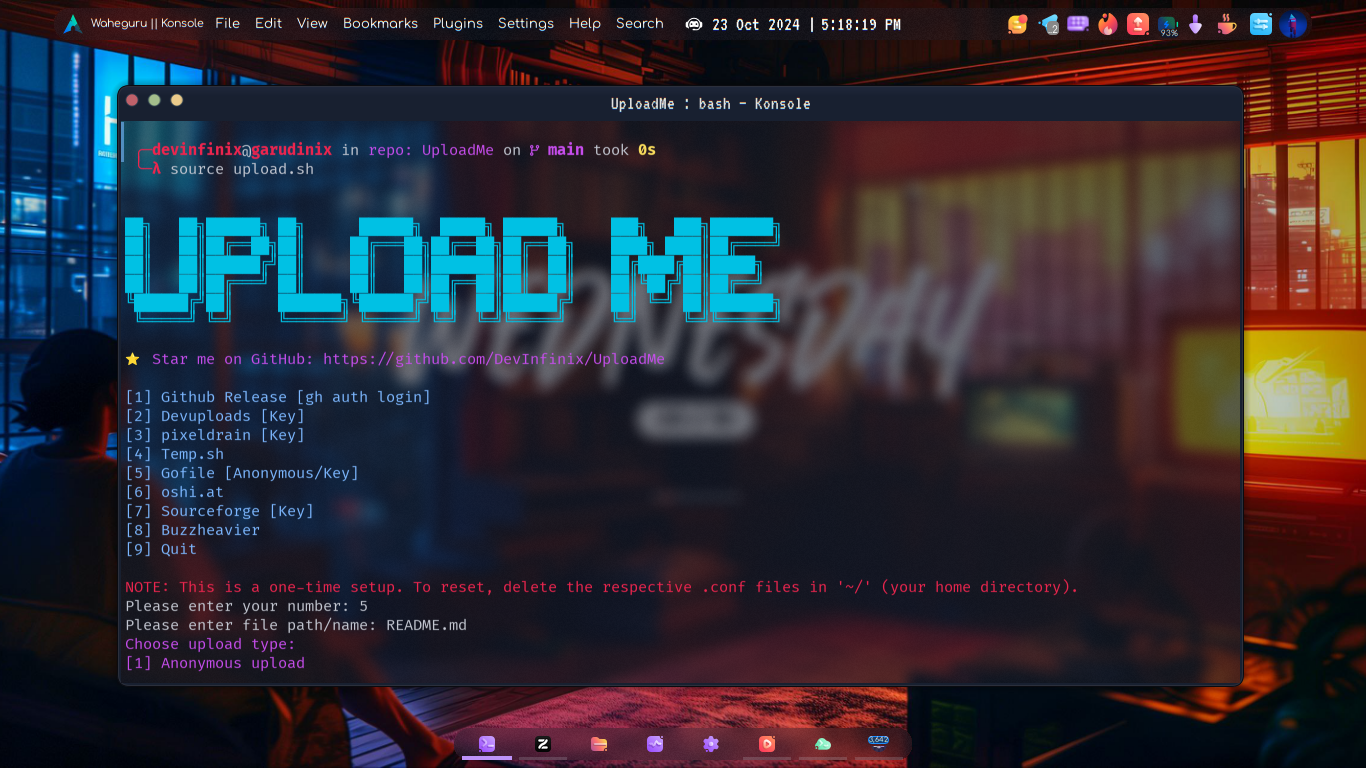 Waheguru || Konsole File Edit View Bookmarks Plugins Settings Help Search 23 Oct 2024 | 5:18:19 PM
2
93%
UploadMe : bash — Konsole
devinfinix@garudinix in repo: UploadMe on main took 0s
λ source upload.sh
UPLOAD ME
WEDNESDAY
⭐ Star me on GitHub: https://github.com/DevInfinix/UploadMe
[1] Github Release [gh auth login]
[2] Devuploads [Key]
[3] pixeldrain [Key]
[4] Temp.sh
[5] Gofile [Anonymous/Key]
[6] oshi.at
[7] Sourceforge [Key]
[8] Buzzheavier
[9] Quit
NOTE: This is a one-time setup. To reset, delete the respective .conf files in '~/' (your home directory).
Please enter your number: 5
Please enter file path/name: README.md
Choose upload type:
[1] Anonymous upload
3,642